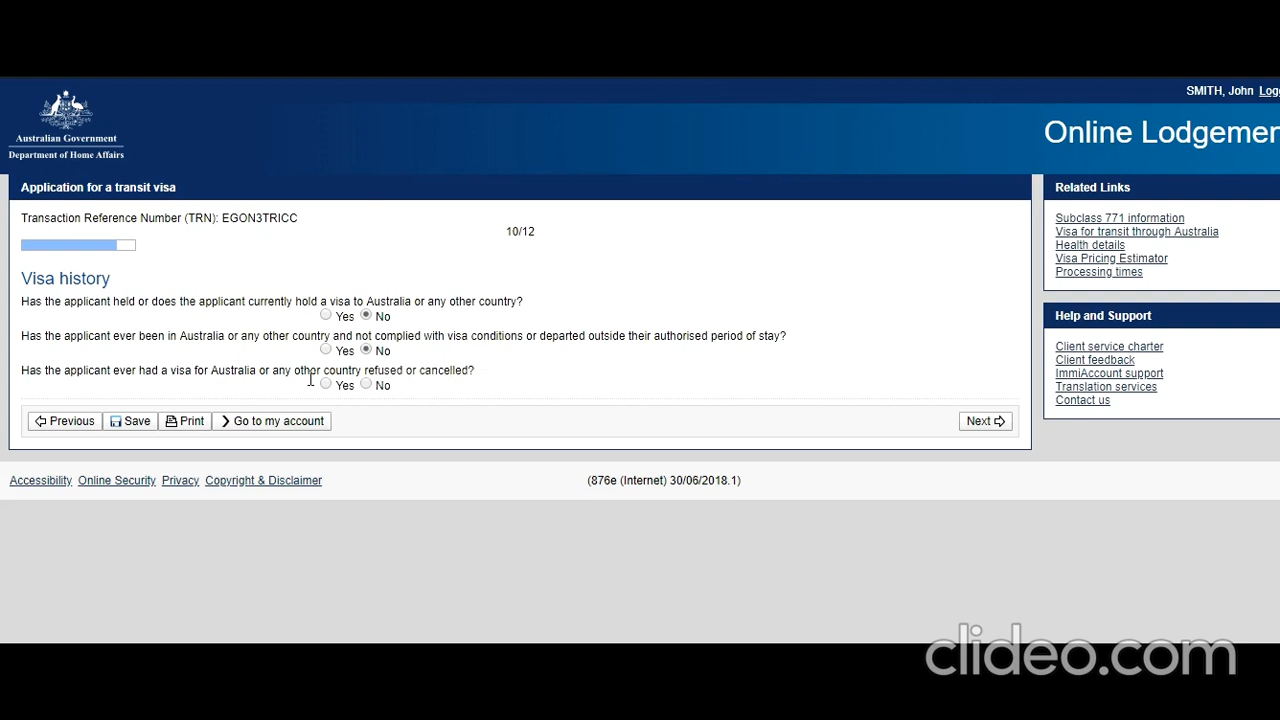 SMITH, John Log
Australian Government
Department of Home Affairs
Online Lodgemen
Application for a transit visa
Transaction Reference Number (TRN): EGON3TRICC
10/12
Visa history
Has the applicant held or does the applicant currently hold a visa to Australia or any other country?
Yes No
Has the applicant ever been in Australia or any other country and not complied with visa conditions or departed outside their authorised period of stay?
Yes No
Has the applicant ever had a visa for Australia or any other country refused or cancelled?
Yes No
Previous Save Print Go to my account Next
Related Links
Subclass 771 information
Visa for transit through Australia
Health details
Visa Pricing Estimator
Processing times
Help and Support
Client service charter
Client feedback
ImmiAccount support
Translation services
Contact us
Accessibility Online Security Privacy Copyright & Disclaimer (876e (Internet) 30/06/2018.1)
clideo.com